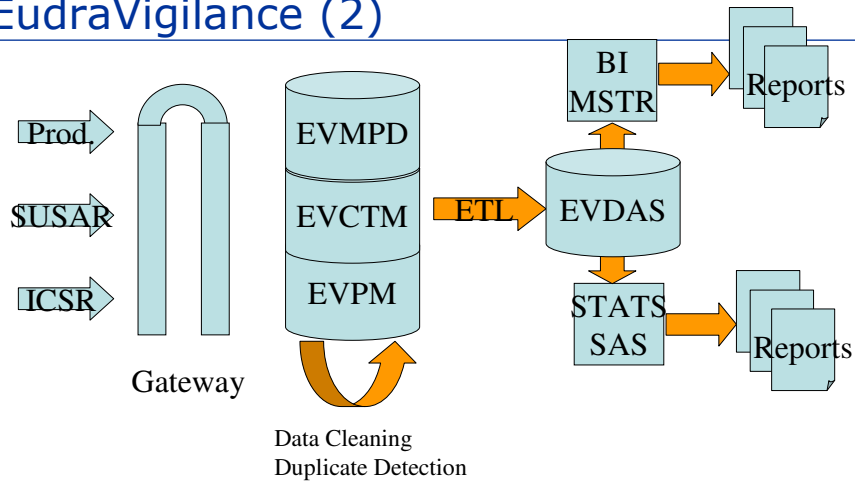 EudraVigilance (2)
Prod.
SUSAR
ICSR
Gateway
EVMPD
EVCTM
EVPM
Data Cleaning
Duplicate Detection
ETL
EVDAS
BI
MSTR
Reports
STATS
SAS
Reports